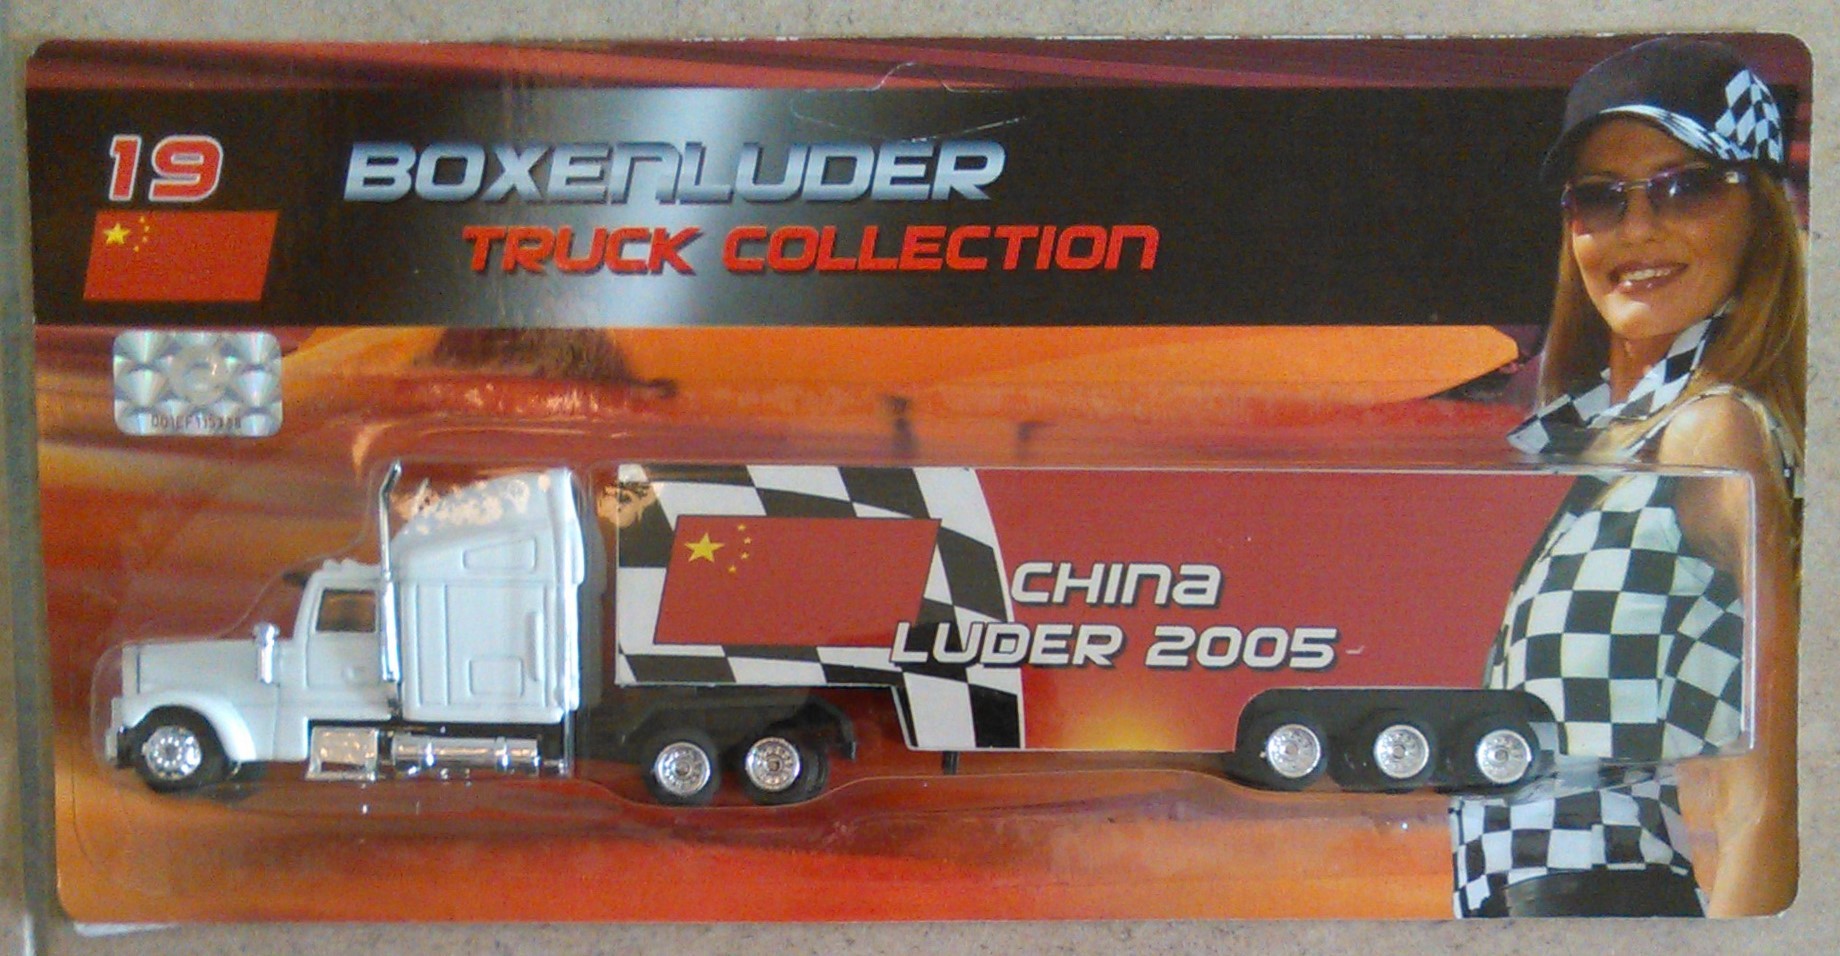 19
BOXENLUDER
TRUCK COLLECTION
CHINA
LUDER 2005